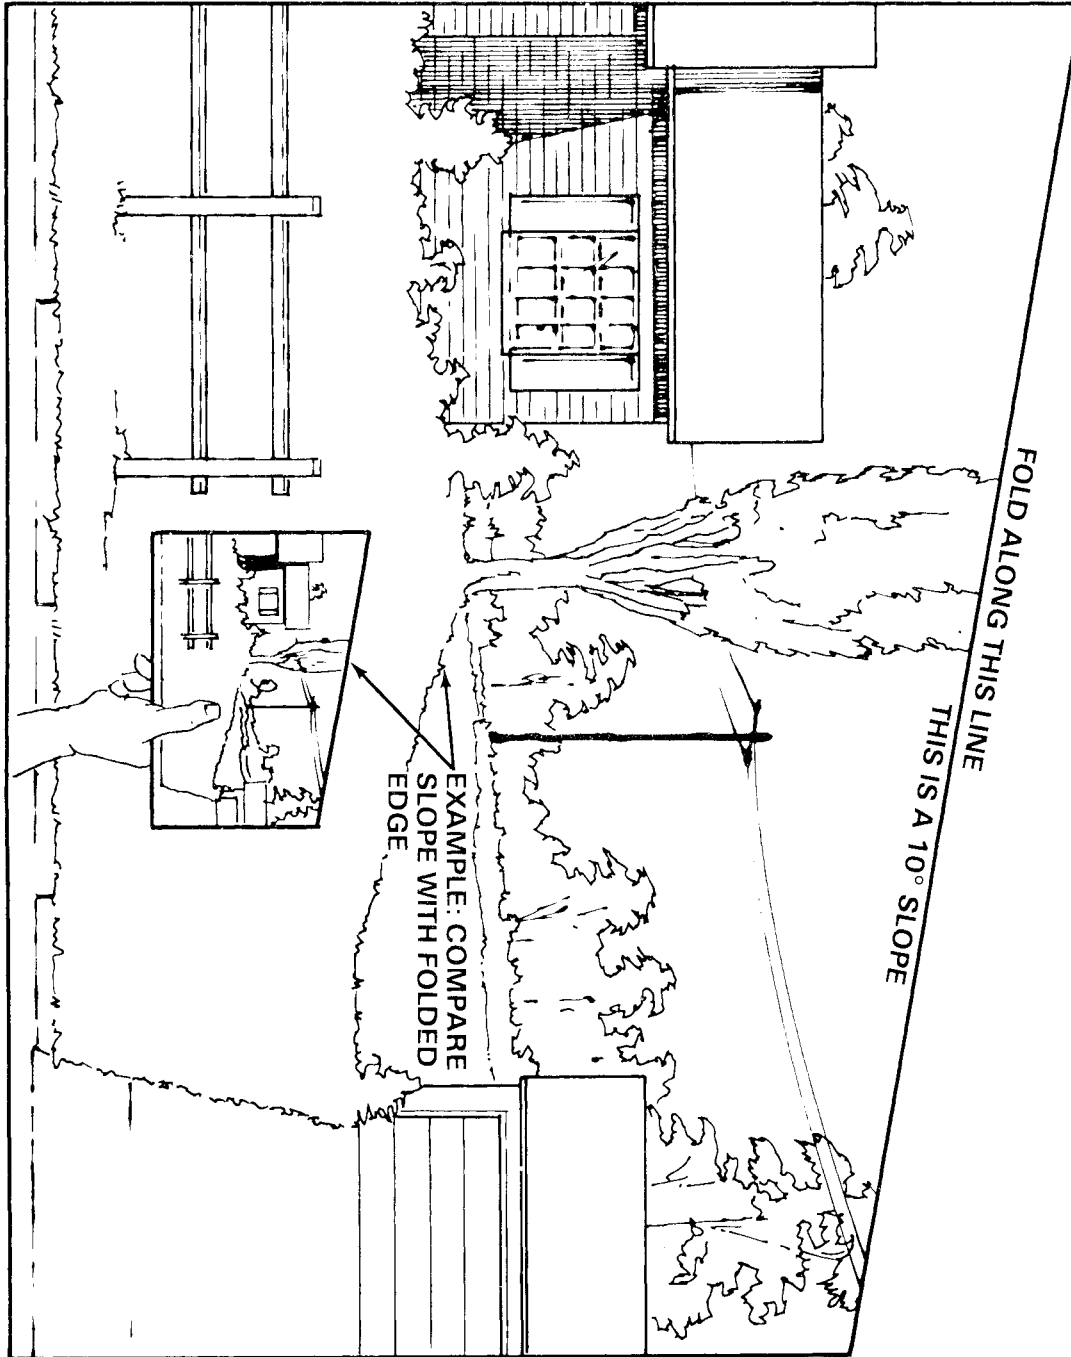 FOLD ALONG THIS LINE
THIS IS A 10° SLOPE
EXAMPLE: COMPARE
SLOPE WITH FOLDED
EDGE